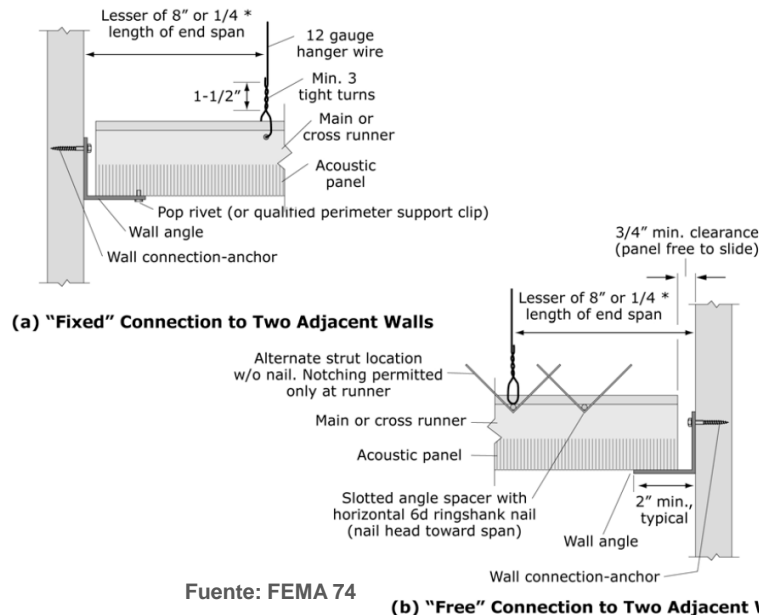 Lesser of 8" or 1/4 *
length of end span
12 gauge
hanger wire
1-1/2"
Min. 3
tight turns
Main or
cross runner
Acoustic
panel
Pop rivet (or qualified perimeter support clip)
Wall angle
Wall connection-anchor
(a) "Fixed" Connection to Two Adjacent Walls
3/4" min. clearance
(panel free to slide)
Lesser of 8" or 1/4 *
length of end span
Alternate strut location
w/o nail. Notching permitted
only at runner
Main or cross runner
Acoustic panel
Slotted angle spacer with
horizontal 6d ringshank nail
(nail head toward span)
2" min.,
typical
Wall angle
Wall connection-anchor
Fuente: FEMA 74
(b) "Free" Connection to Two Adjacent